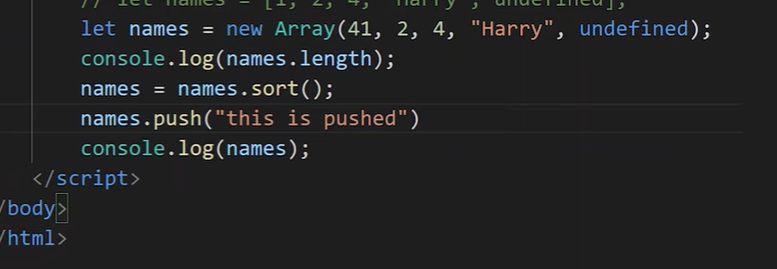 // let names = [1, 2, 4, "Harry", undefined];
let names = new Array(41, 2, 4, "Harry", undefined);
console.log(names.length);
names = names.sort();
names.push("this is pushed")
console.log(names);
</script>
/body>
/html>